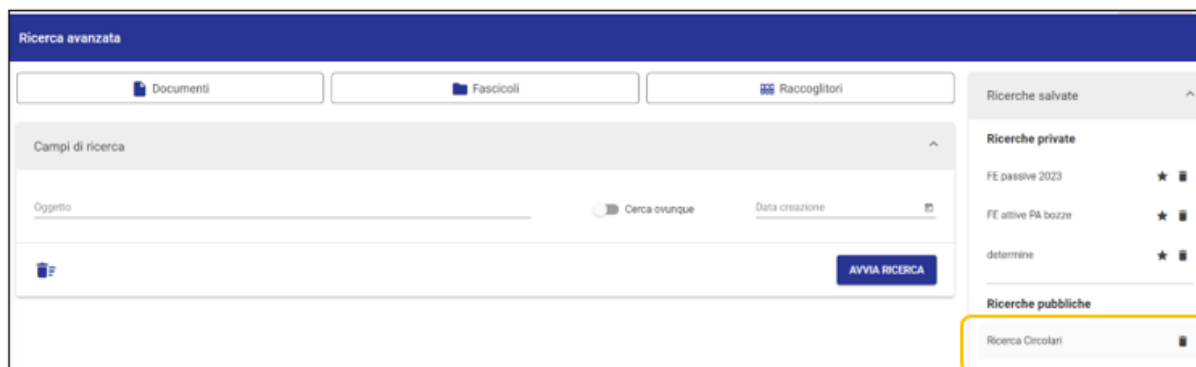 Ricerca avanzata
Documenti
Fascicoli
Raccoglitori
Campi di ricerca
Oggetto
Cerca ovunque
Data creazione
AVVIA RICERCA
Ricerche salvate
Ricerche private
FE passive 2023
FE attive PA bozze
determine
Ricerche pubbliche
Ricerca Circolari